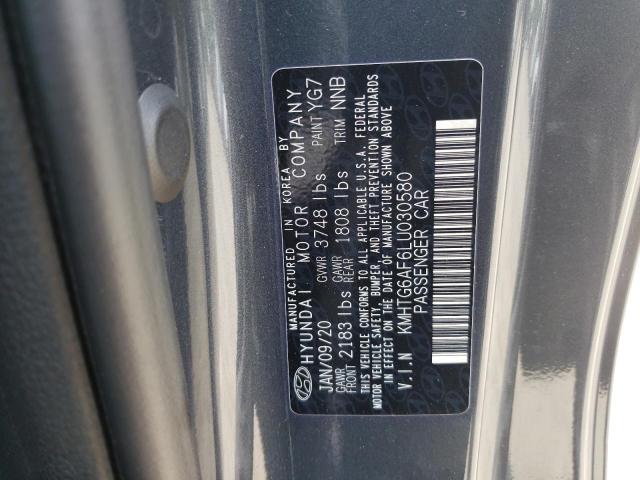 MANUFACTURED IN KOREA BY
HYUNDAI MOTOR COMPANY
JAN/09/20 GVWR 3748 lbs PAINT YG7
GAWR FRONT 2183 lbs GAWR REAR 1808 lbs TRIM NNB
THIS VEHICLE CONFORMS TO ALL APPLICABLE U.S.A. FEDERAL
MOTOR VEHICLE SAFETY, BUMPER, AND THEFT PREVENTION STANDARDS
IN EFFECT ON THE DATE OF MANUFACTURE SHOWN ABOVE
V.I.N KMHTG6AF6LU030580
PASSENGER CAR